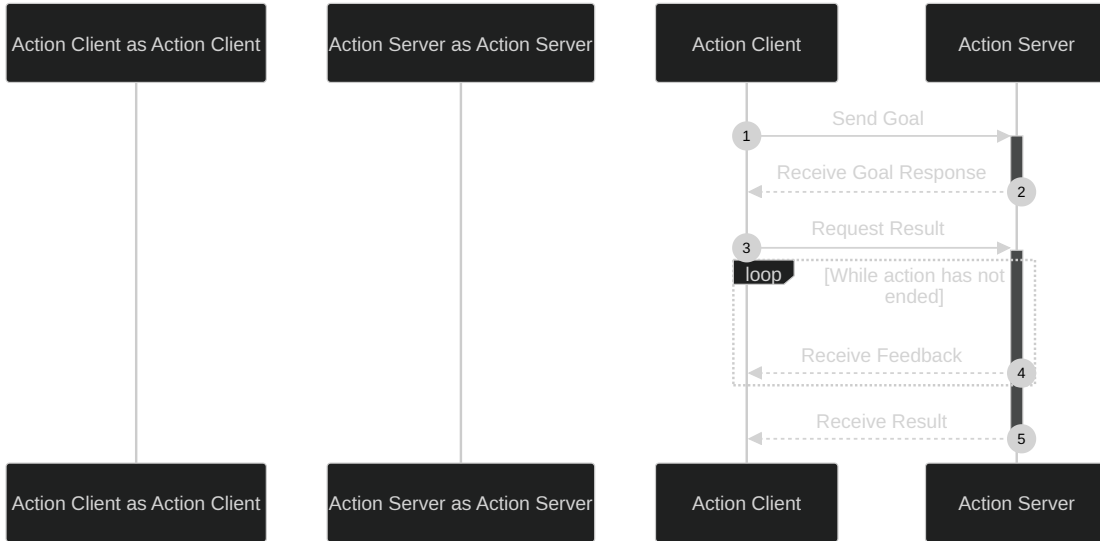 Action Client as Action Client
Action Server as Action Server
Action Client
Action Server
Send Goal
1
Receive Goal Response
2
Request Result
3
loop
[While action has not
ended]
Receive Feedback
4
Receive Result
5
Action Client as Action Client
Action Server as Action Server
Action Client
Action Server